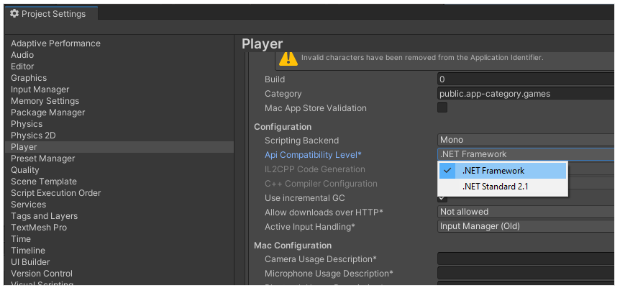 Project Settings
Adaptive Performance
Audio
Editor
Graphics
Input Manager
Memory Settings
Package Manager
Physics
Physics 2D
Player
Preset Manager
Quality
Scene Template
Script Execution Order
Services
Tags and Layers
TextMesh Pro
Time
Timeline
UI Builder
Version Control
Visual Scripting
Player
Invalid characters have been removed from the Application Identifier.
Build 0
Category public.app-category.games
Mac App Store Validation
Configuration
Scripting Backend Mono
Api Compatibility Level* .NET Framework
.NET Framework
.NET Standard 2.1
IL2CPP Code Generation
C++ Compiler Configuration
Use incremental GC
Allow downloads over HTTP* Not allowed
Active Input Handling* Input Manager (Old)
Mac Configuration
Camera Usage Description*
Microphone Usage Description*